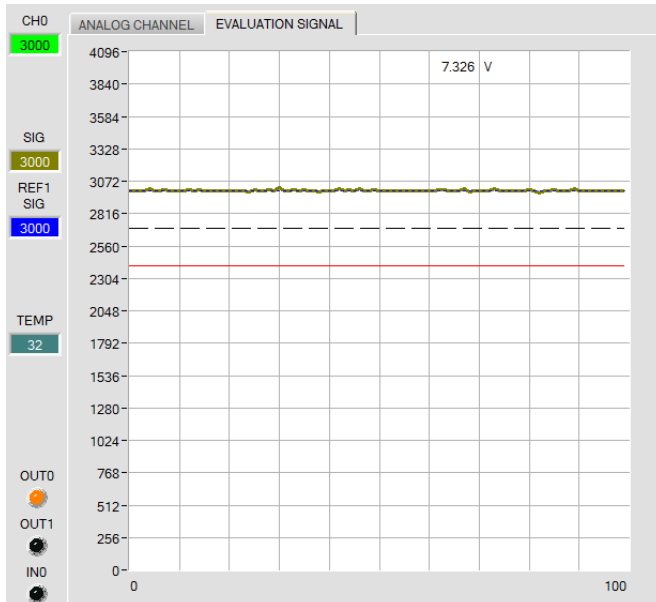 CH0
3000
SIG
3000
REF1
SIG
3000
TEMP
32
OUT0
OUT1
IN0
ANALOG CHANNEL EVALUATION SIGNAL
7.326 V
4096
3840
3584
3328
3072
2816
2560
2304
2048
1792
1536
1280
1024
768
512
256
0
0 100